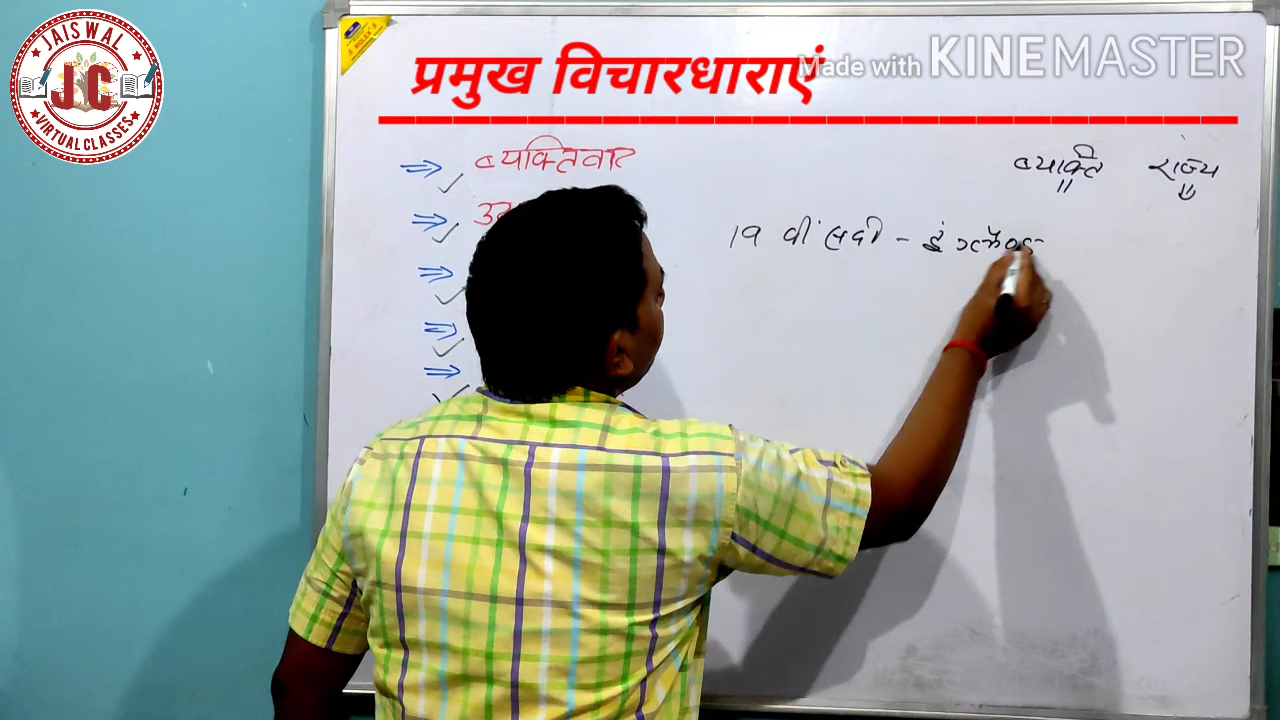 JAISWAL
JC
VIRTUAL CLASSES
प्रमुख विचारधाराएं
Made with KINEMASTER
व्यक्तिवाद
व्यक्ति राज्य
19 वीं सदी - इंग्लैण्ड